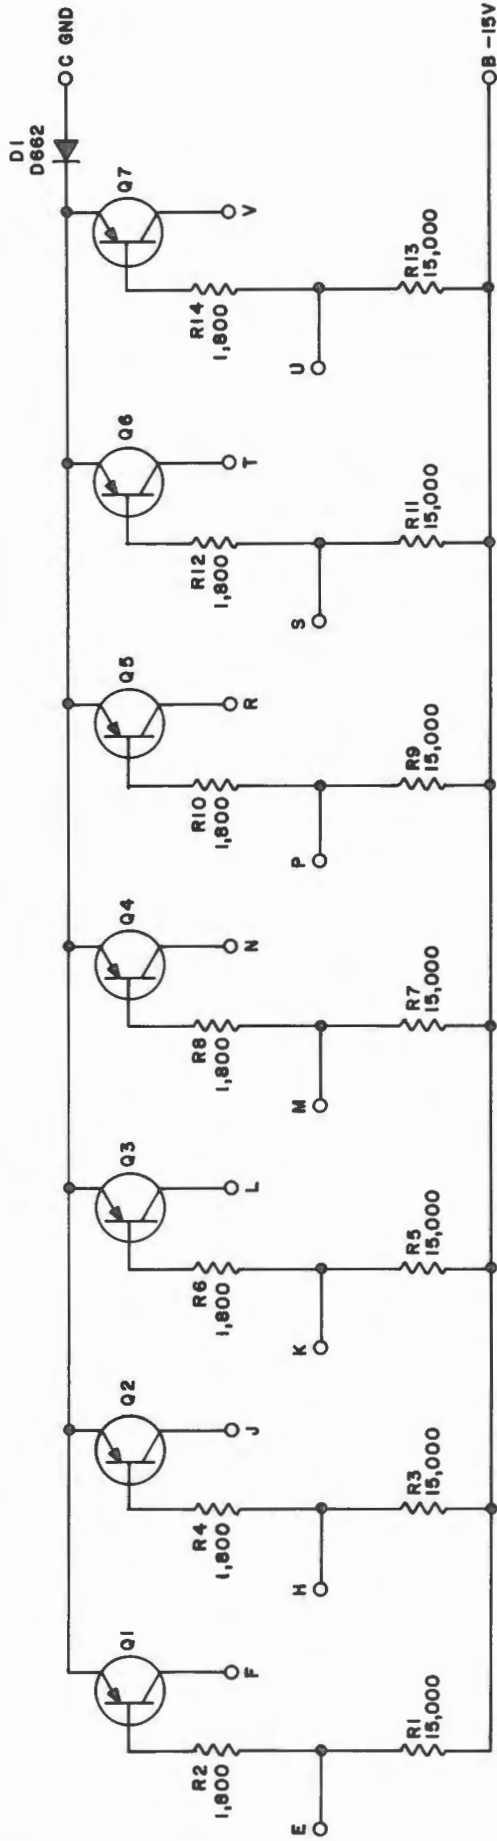 D1
D662
C GND
Q1
Q2
Q3
Q4
Q5
Q6
Q7
F
J
L
N
R
T
V
R2
1,800
R4
1,800
R6
1,800
R8
1,800
R10
1,800
R12
1,800
R14
1,800
E
H
K
M
P
S
U
R1
15,000
R3
15,000
R5
15,000
R7
15,000
R9
15,000
R11
15,000
R13
15,000
B -15V